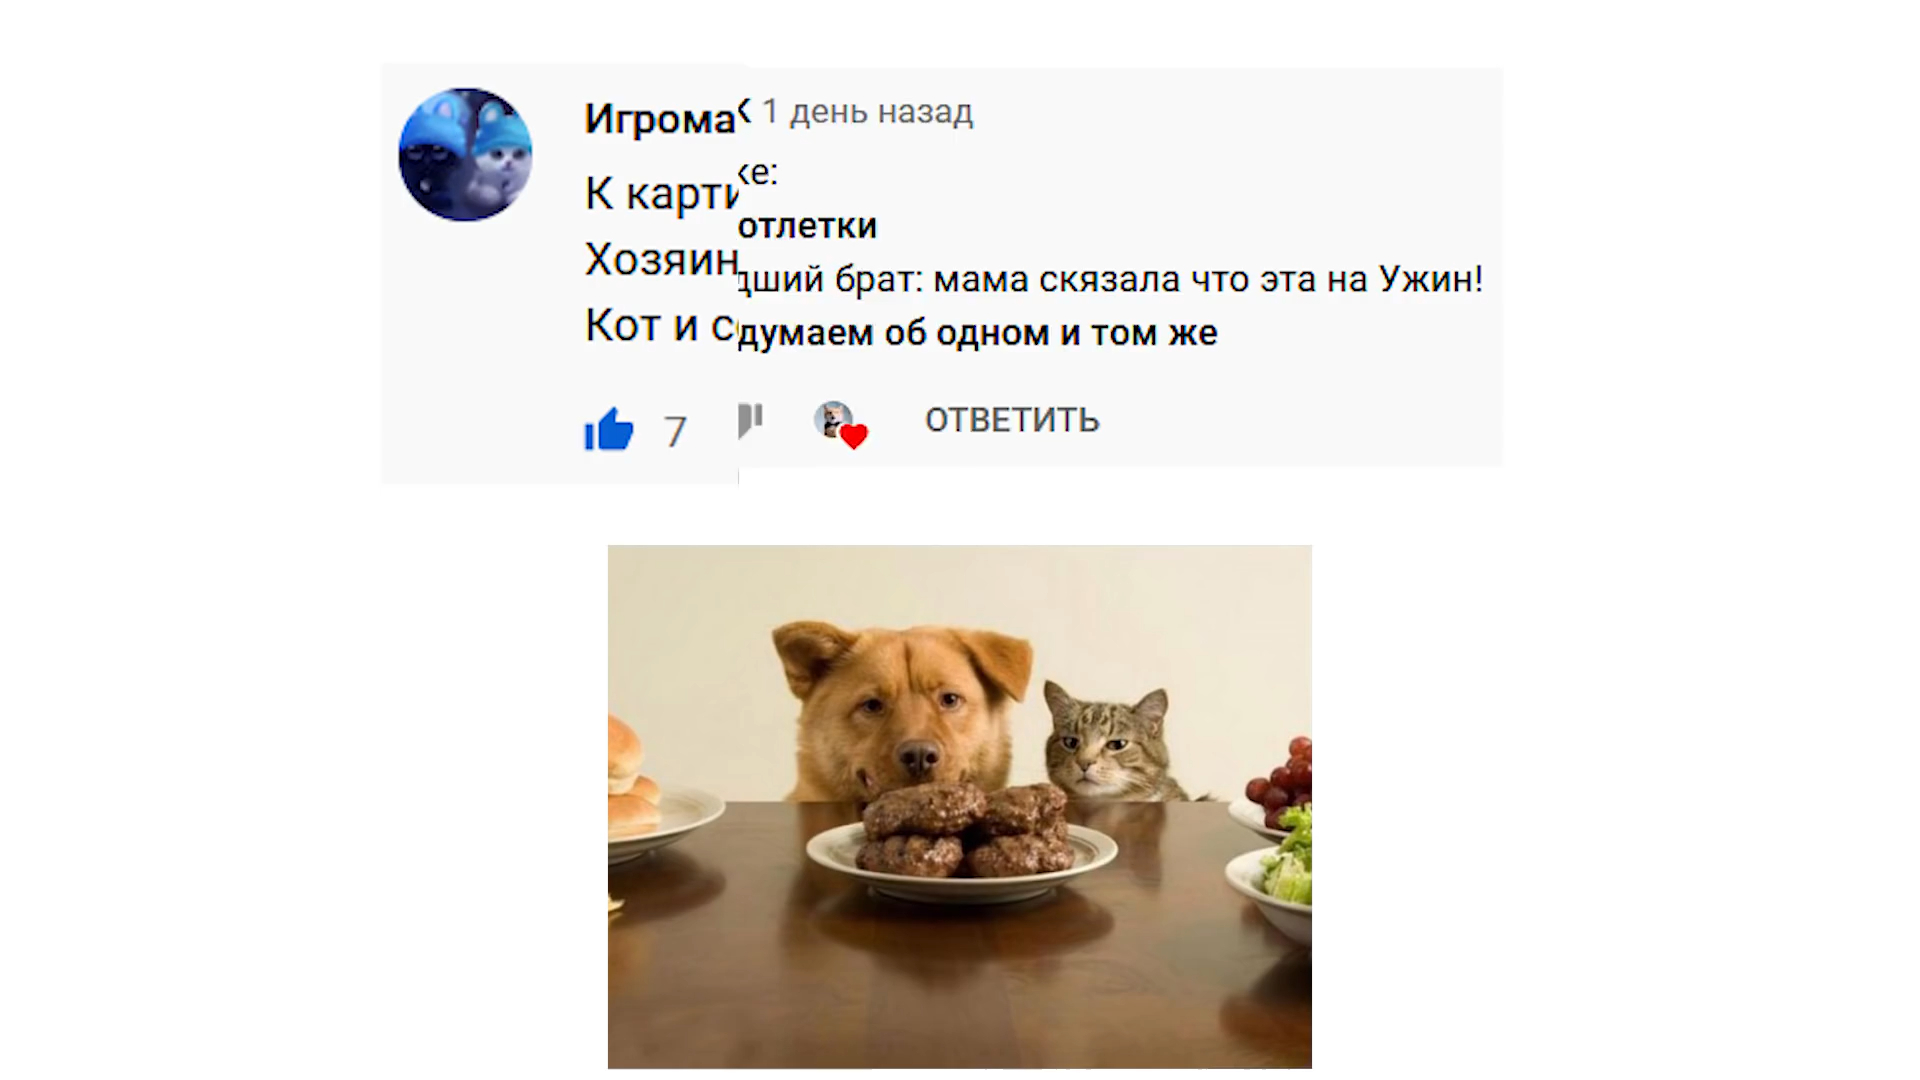 Игрома 1 день назад
К карти
Хозяин отлетки
брат: мама скязала что эта на Ужин!
Кот и думаем об одном и том же
7 ОТВЕТИТЬ